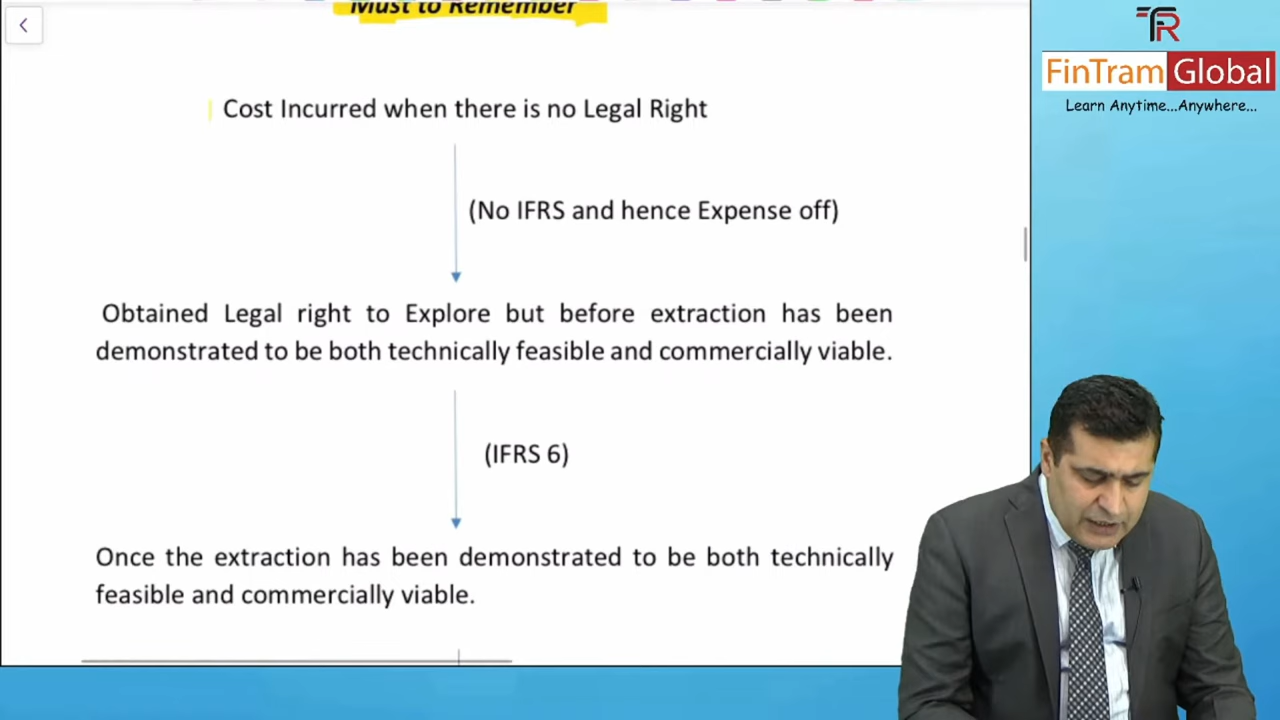 Must to Remember
FinTram Global
Learn Anytime...Anywhere...
Cost Incurred when there is no Legal Right
(No IFRS and hence Expense off)
Obtained Legal right to Explore but before extraction has been
demonstrated to be both technically feasible and commercially viable.
(IFRS 6)
Once the extraction has been demonstrated to be both technically
feasible and commercially viable.